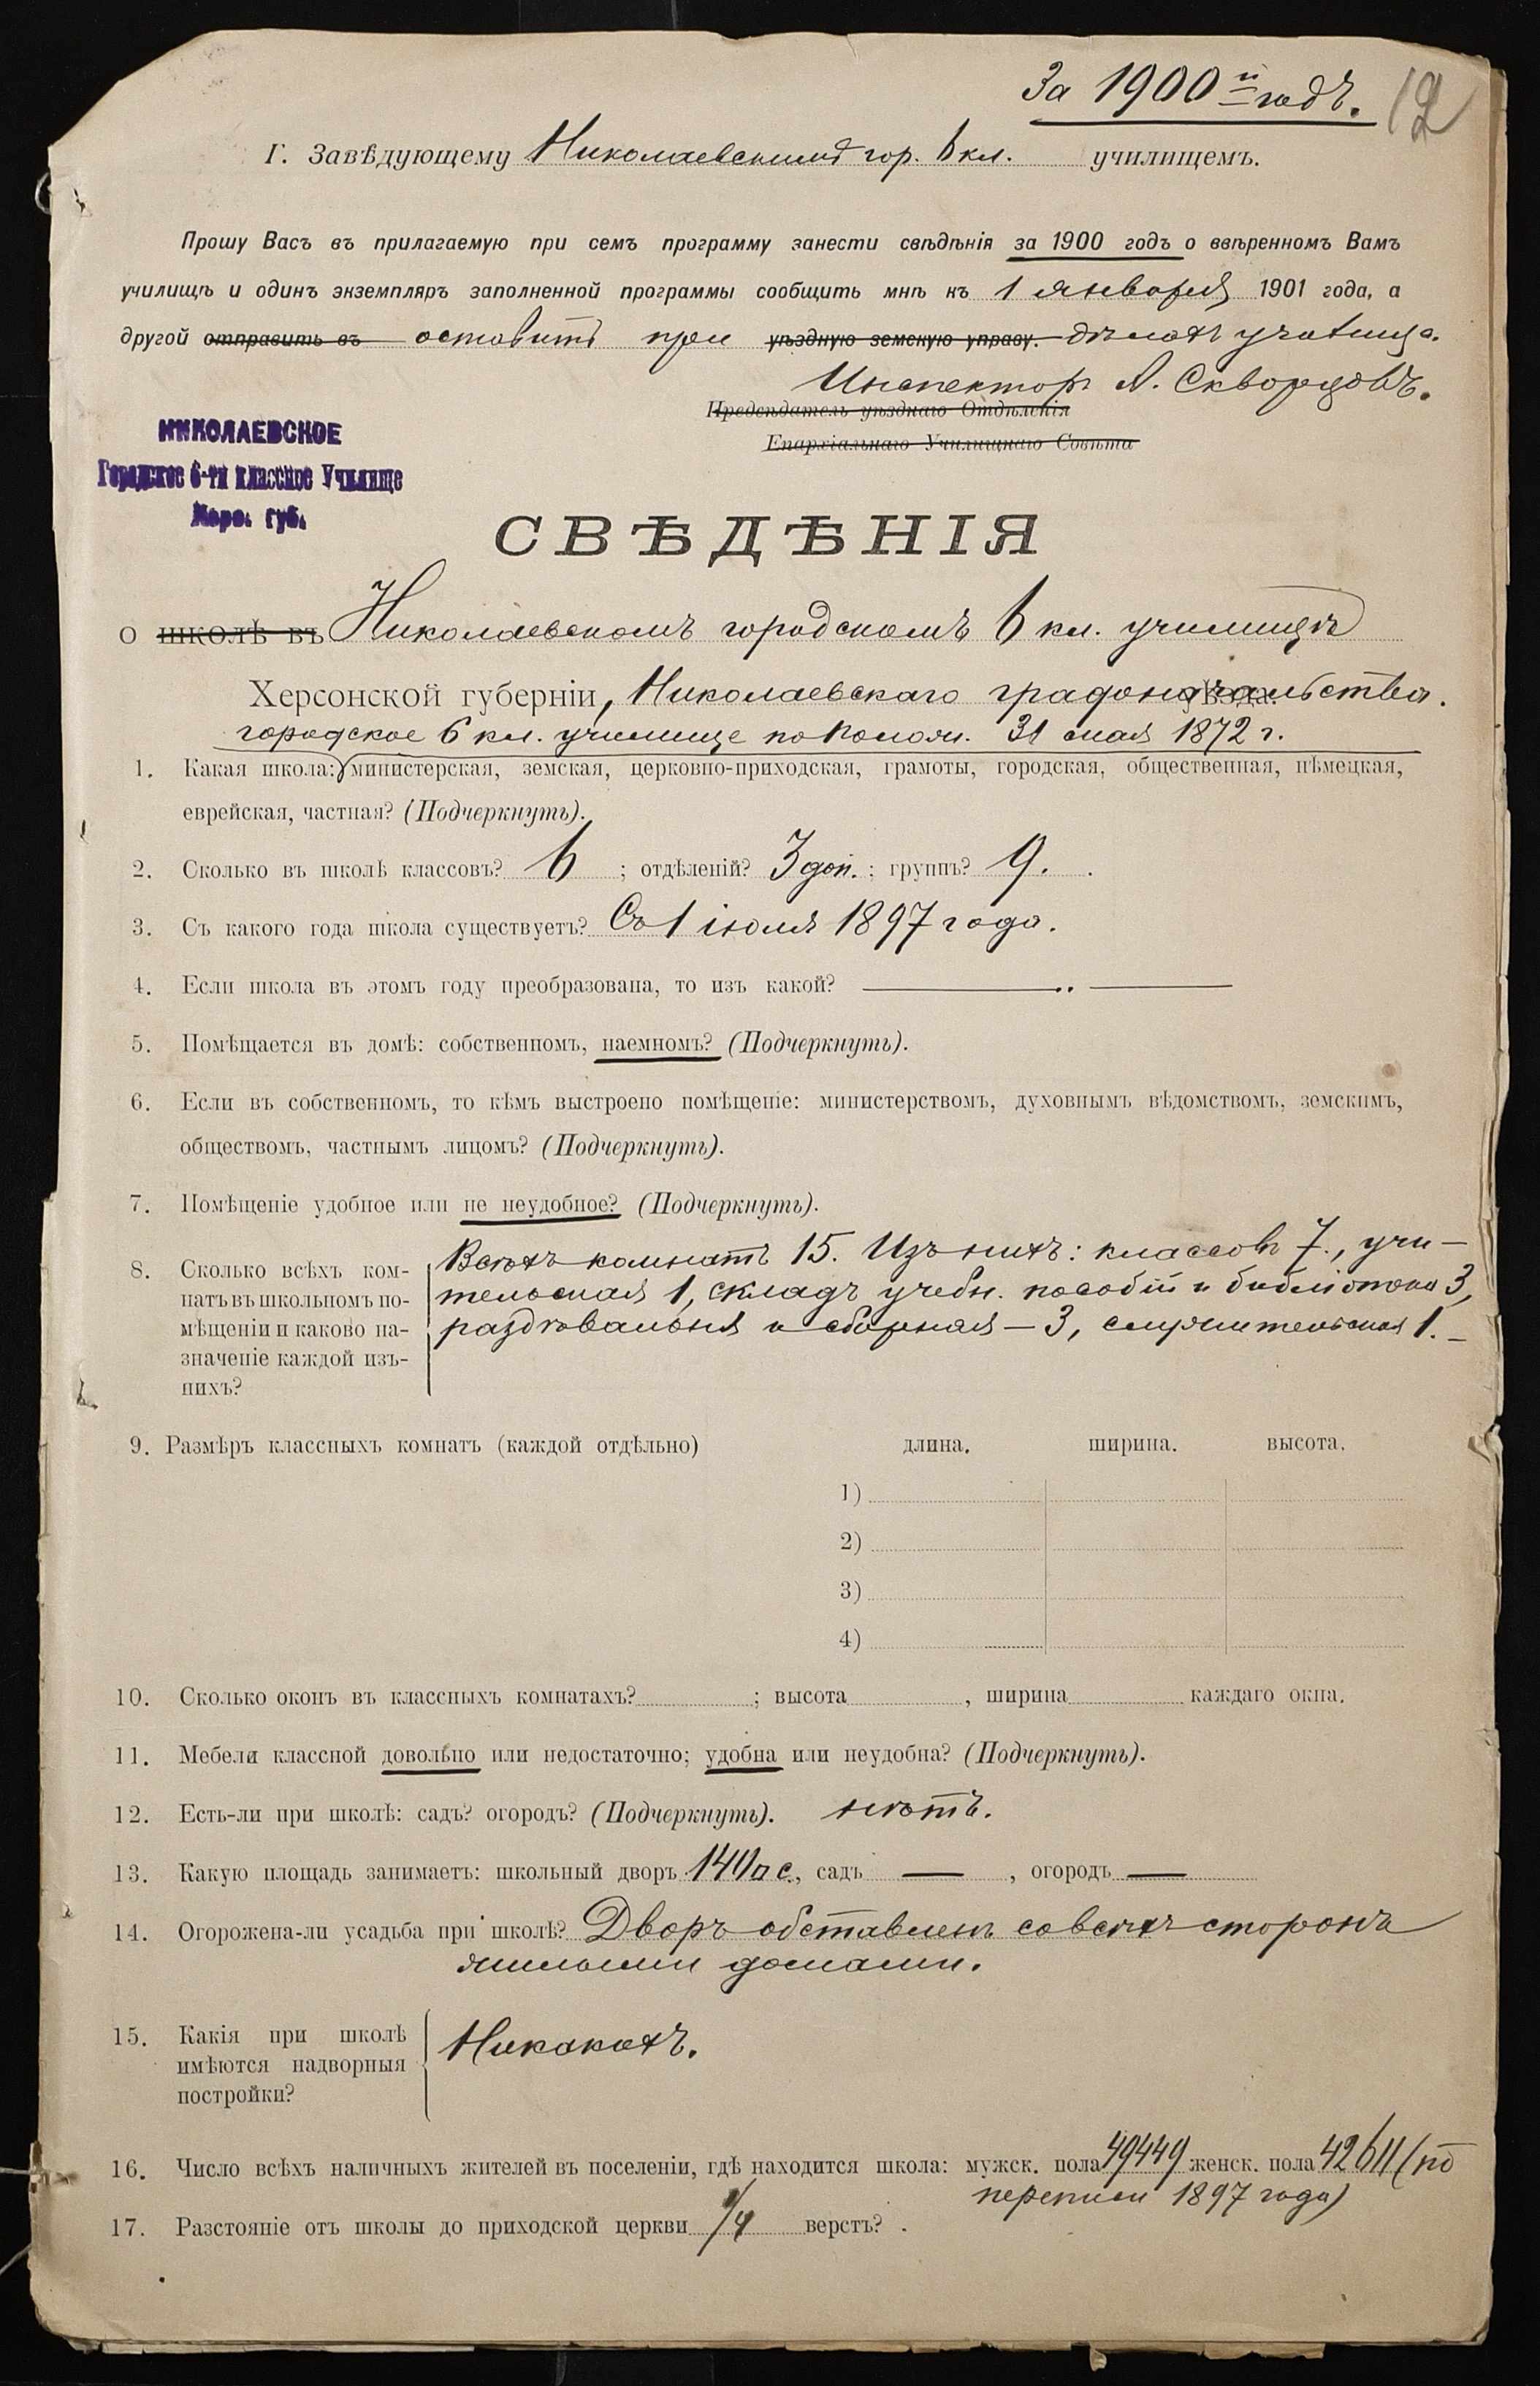 За 1900й годъ.
12
Г. Завѣдующему Николаевскимъ гор. 6 кл. училищемъ.
Прошу Васъ въ прилагаемую при семъ программу занести свѣдѣнія за 1900 годъ о ввѣренномъ Вамъ
училищѣ и одинъ экземпляръ заполненной программы сообщить мнѣ къ 1 января 1901 года, а
другой отправить въ оставить при уѣздную земскую управу. дѣлахъ училища.
Инспекторъ А. Скворцовъ.
Предсѣдатель уѣзднаго Отдѣленія
Епархіальнаго Училищнаго Совѣта
НИКОЛАЕВСКОЕ
Городское 6-ти классное Училище
Херс. губ.
СВѢДѢНІЯ
о школѣ въ Николаевскомъ городскомъ 6 кл. училищѣ
Херсонской губерніи, Николаевскаго градоначальства. уѣзда.
городское 6 кл. училище по полож. 31 мая 1872 г.
1. Какая школа: министерская, земская, церковно-приходская, грамоты, городская, общественная, нѣмецкая,
еврейская, частная? (Подчеркнуть).
2. Сколько въ школѣ классовъ? 6 ; отдѣленій? 3 доп. ; группъ? 9.
3. Съ какого года школа существуетъ? Съ 1 іюля 1897 года.
4. Если школа въ этомъ году преобразована, то изъ какой? —
5. Помѣщается въ домѣ: собственномъ, наемномъ? (Подчеркнуть).
6. Если въ собственномъ, то кѣмъ выстроено помѣщеніе: министерствомъ, духовнымъ вѣдомствомъ, земскимъ,
обществомъ, частнымъ лицомъ? (Подчеркнуть).
7. Помѣщеніе удобное или не неудобное? (Подчеркнуть).
8. Сколько всѣхъ ком-
натъ въ школьномъ по-
мѣщеніи и каково на-
значеніе каждой изъ-
нихъ?
Всѣхъ комнатъ 15. Изъ нихъ: классовъ 7., учи-
тельская 1, складъ учебн. пособій и библіотека 3,
раздѣвальня и сборная — 3, служительская 1. —
9. Размѣръ классныхъ комнатъ (каждой отдѣльно) длина. ширина. высота.
1)
2)
3)
4)
10. Сколько оконъ въ классныхъ комнатахъ? ; высота , ширина каждаго окна.
11. Мебели классной довольно или недостаточно; удобна или неудобна? (Подчеркнуть).
12. Есть-ли при школѣ: садъ? огородъ? (Подчеркнуть). нѣтъ.
13. Какую площадь занимаетъ: школьный дворъ 140 □ с., садъ — , огородъ —
14. Огорожена-ли усадьба при школѣ? Дворъ обставленъ со всѣхъ сторонъ
жилыми домами.
15. Какія при школѣ
имѣются надворныя
постройки?
Никакихъ.
16. Число всѣхъ наличныхъ жителей въ поселеніи, гдѣ находится школа: мужск. пола 49449 женск. пола 42611 (по
переписи 1897 года)
17. Разстояніе отъ школы до приходской церкви 1/4 верстъ?